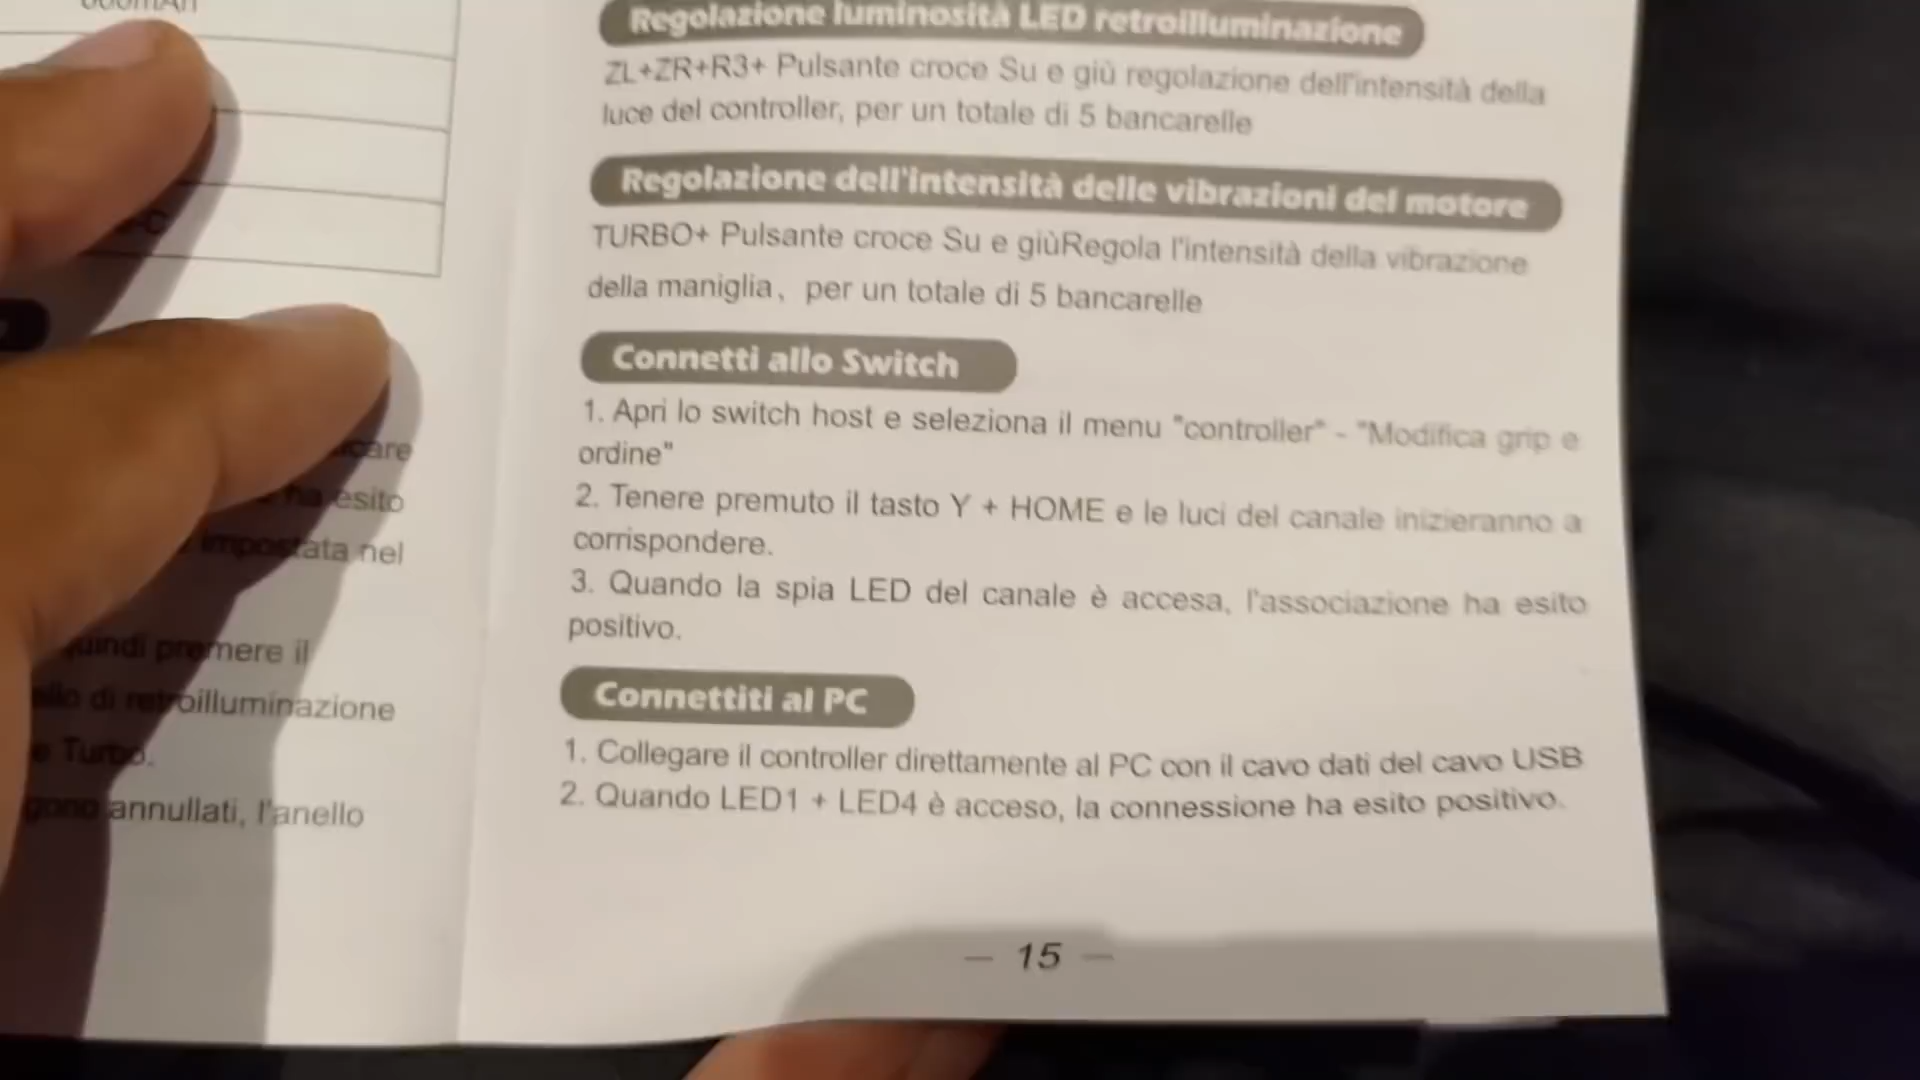 esito
nel
premere il
di retroilluminazione
Turbo.
annullati, l'anello
Regolazione luminosità LED retroilluminazione
ZL+ZR+R3+ Pulsante croce Su e giù regolazione dell'intensità della
luce del controller, per un totale di 5 bancarelle
Regolazione dell'intensità delle vibrazioni del motore
TURBO+ Pulsante croce Su e giùRegola l'intensità della vibrazione
della maniglia、per un totale di 5 bancarelle
Connetti allo Switch
1. Apri lo switch host e seleziona il menu "controller" - "Modifica grip e
ordine"
2. Tenere premuto il tasto Y + HOME e le luci del canale inizieranno a
corrispondere.
3. Quando la spia LED del canale è accesa, l'associazione ha esito
positivo.
Connettiti al PC
1. Collegare il controller direttamente al PC con il cavo dati del cavo USB
2. Quando LED1 + LED4 è acceso, la connessione ha esito positivo.
— 15 —